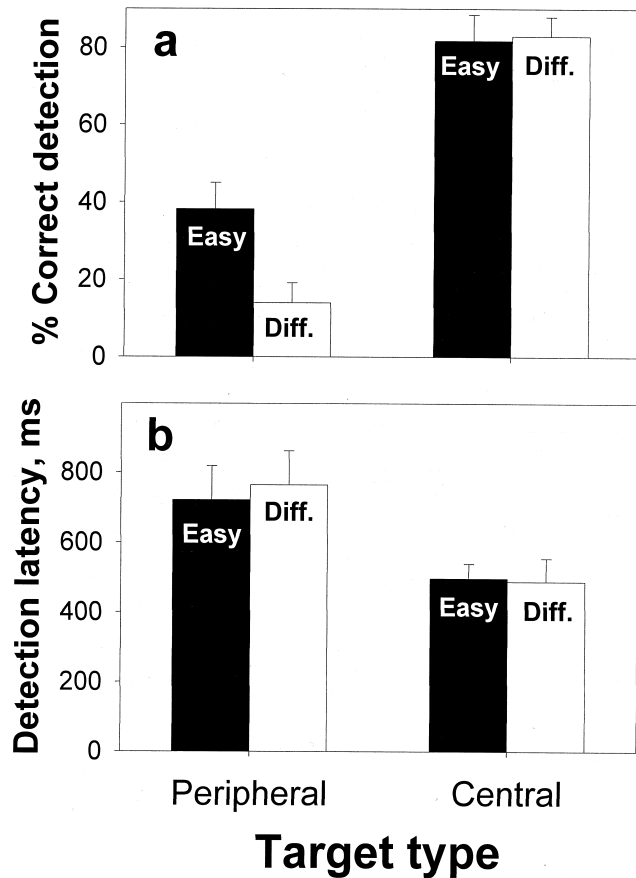 a
% Correct detection
80
60
40
20
0
Easy
Diff.
Easy
Diff.
b
Detection latency, ms
800
600
400
200
0
Easy
Diff.
Easy
Diff.
Peripheral
Central
Target type